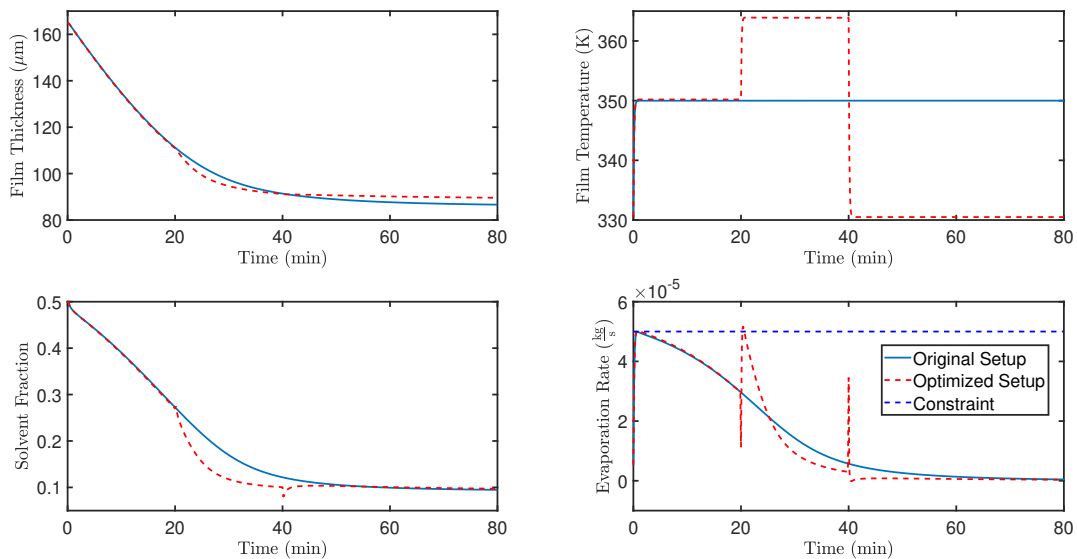 160
140
120
100
80
Film Thickness (μm)
0 20 40 60 80
Time (min)
360
350
340
330
Film Temperature (K)
0 20 40 60 80
Time (min)
0.5
0.4
0.3
0.2
0.1
Solvent Fraction
0 20 40 60 80
Time (min)
×10⁻⁵
6
4
2
0
Evaporation Rate (kg/s)
Original Setup
Optimized Setup
Constraint
0 20 40 60 80
Time (min)